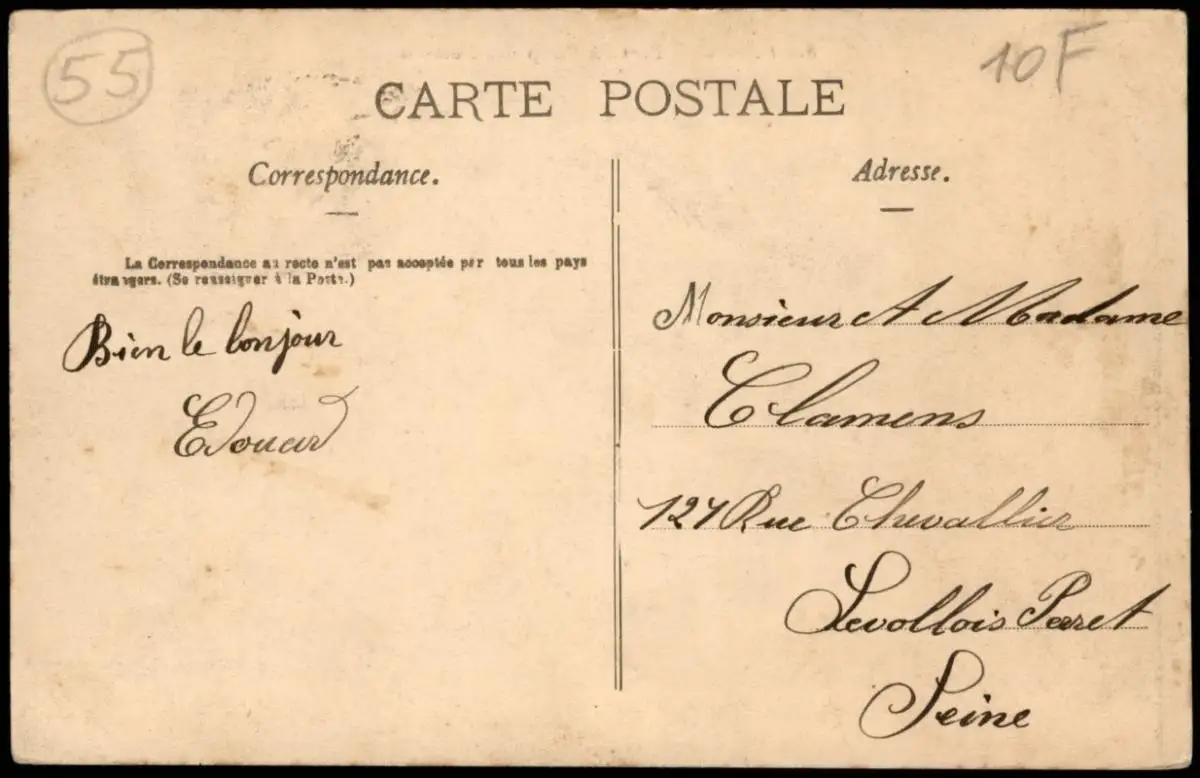 55
10F
CARTE POSTALE
Correspondance.
La Correspondance au recto n'est pas acceptée par tous les pays
étrangers. (Se renseigner à la Poste.)
Bien le bonjour
Edouard
Adresse.
Monsieur et Madame
Clamens
127 Rue Chevallier
Levollois Perret
Seine